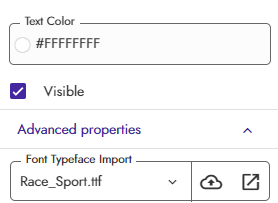 Text Color
#FFFFFFFF
Visible
Advanced properties
Font Typeface Import
Race_Sport.ttf